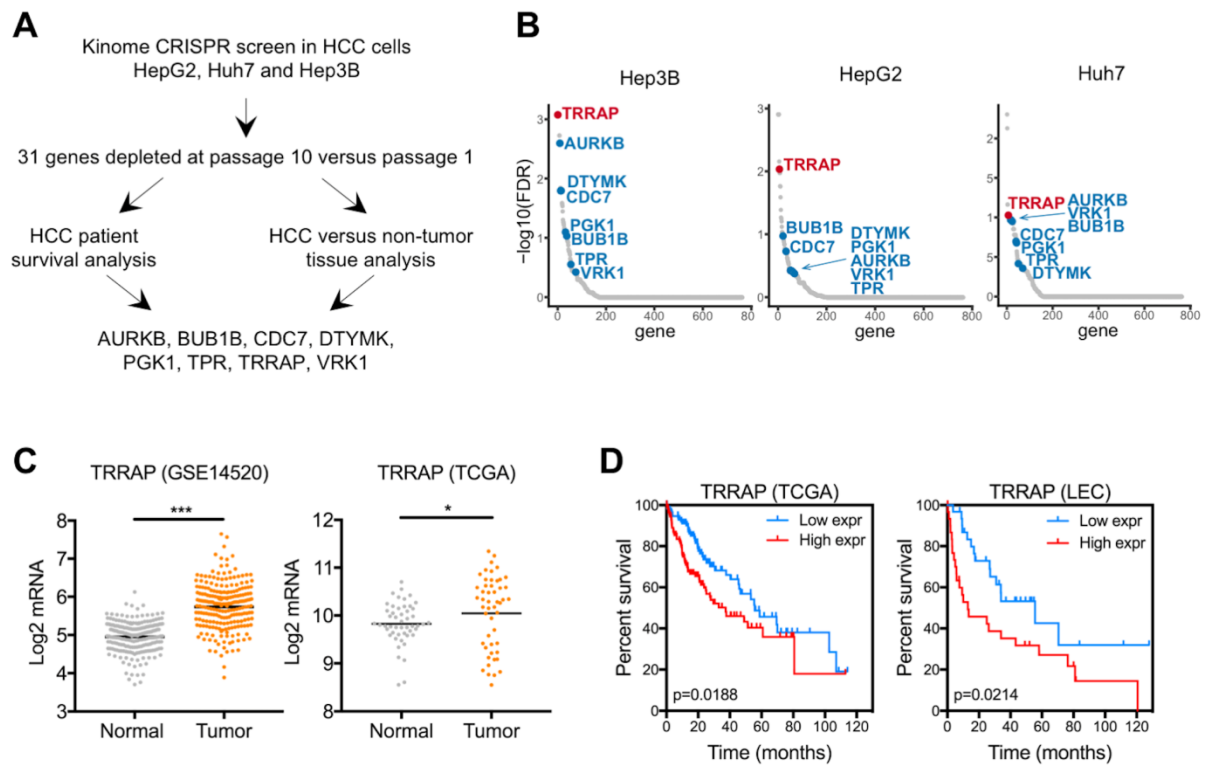 A
Kinome CRISPR screen in HCC cells
HepG2, Huh7 and Hep3B
31 genes depleted at passage 10 versus passage 1
HCC patient
survival analysis
HCC versus non-tumor
tissue analysis
AURKB, BUB1B, CDC7, DTYMK,
PGK1, TPR, TRRAP, VRK1
B
Hep3B
−log10(FDR)
3
2
1
0
TRRAP
AURKB
DTYMK
CDC7
PGK1
BUB1B
TPR
VRK1
0 200 400 600 80
gene
HepG2
3
2
1
0
TRRAP
BUB1B
CDC7
DTYMK
PGK1
AURKB
VRK1
TPR
0 200 400 600 800
gene
Huh7
2
5
1
5
0
TRRAP
AURKB
VRK1
BUB1B
CDC7
PGK1
TPR
DTYMK
0 200 400 600 800
gene
C
TRRAP (GSE14520)
***
Log2 mRNA
8
7
6
5
4
3
Normal Tumor
TRRAP (TCGA)
*
Log2 mRNA
12
11
10
9
8
Normal Tumor
D
TRRAP (TCGA)
Low expr
High expr
Percent survival
100
80
60
40
20
0
p=0.0188
0 20 40 60 80 100 120
Time (months)
TRRAP (LEC)
Low expr
High expr
Percent survival
100
80
60
40
20
0
p=0.0214
0 20 40 60 80 100 120
Time (months)